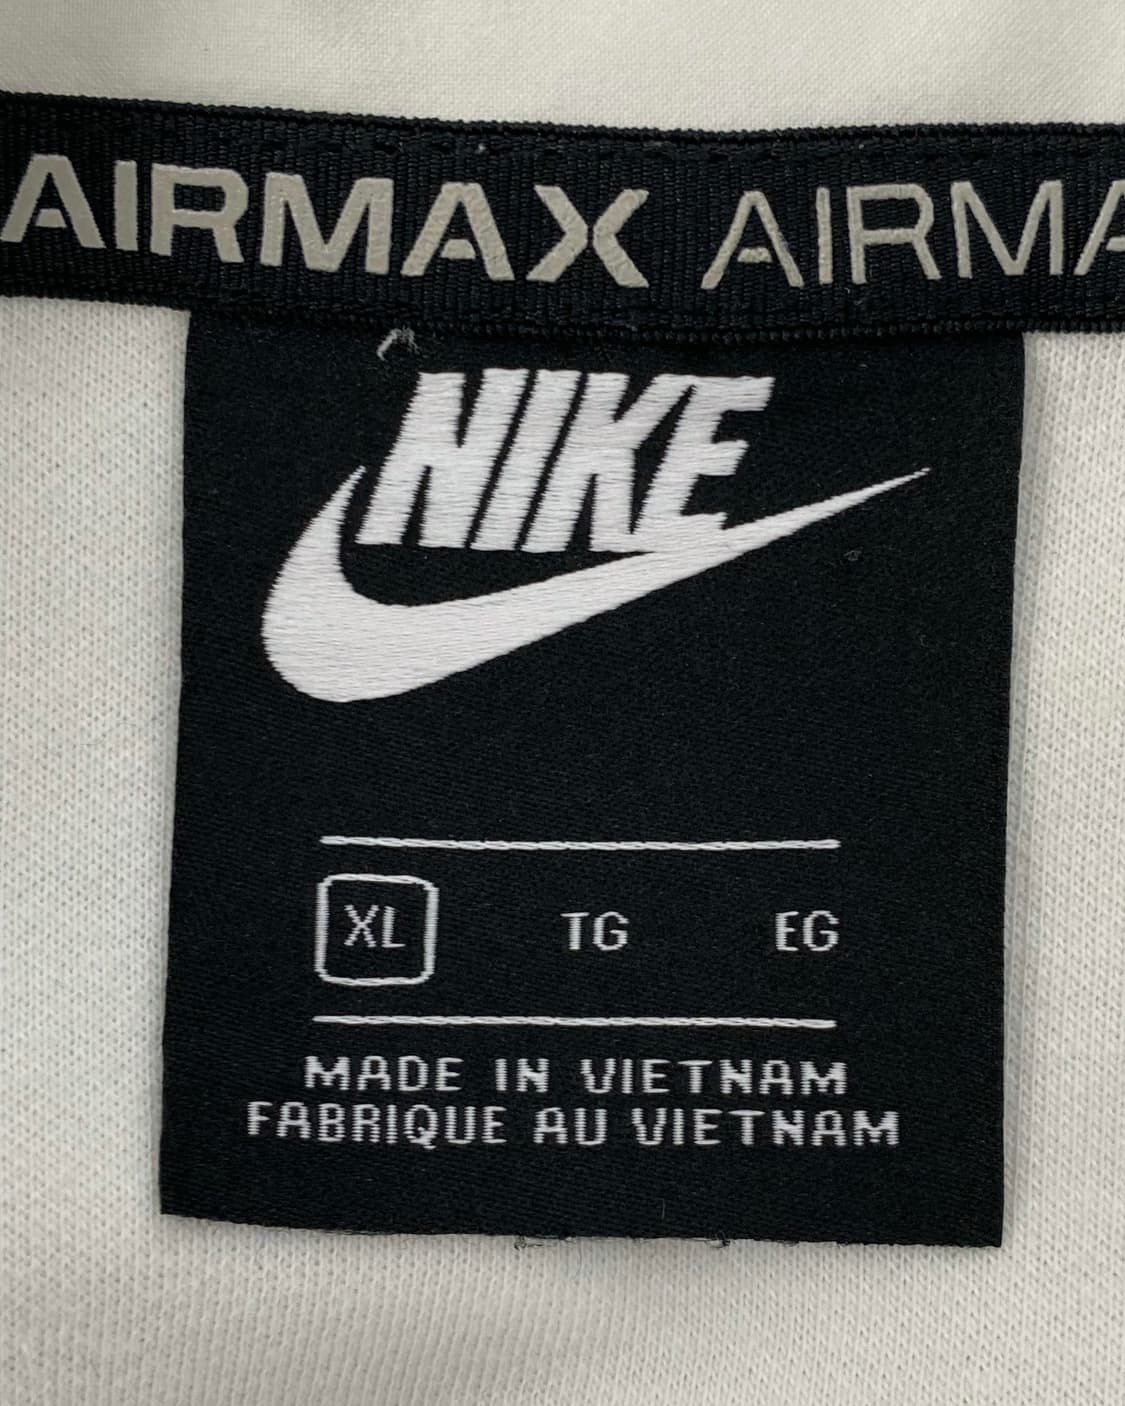 AIRMAX AIRMA
NIKE
XL TG EG
MADE IN VIETNAM
FABRIQUE AU VIETNAM